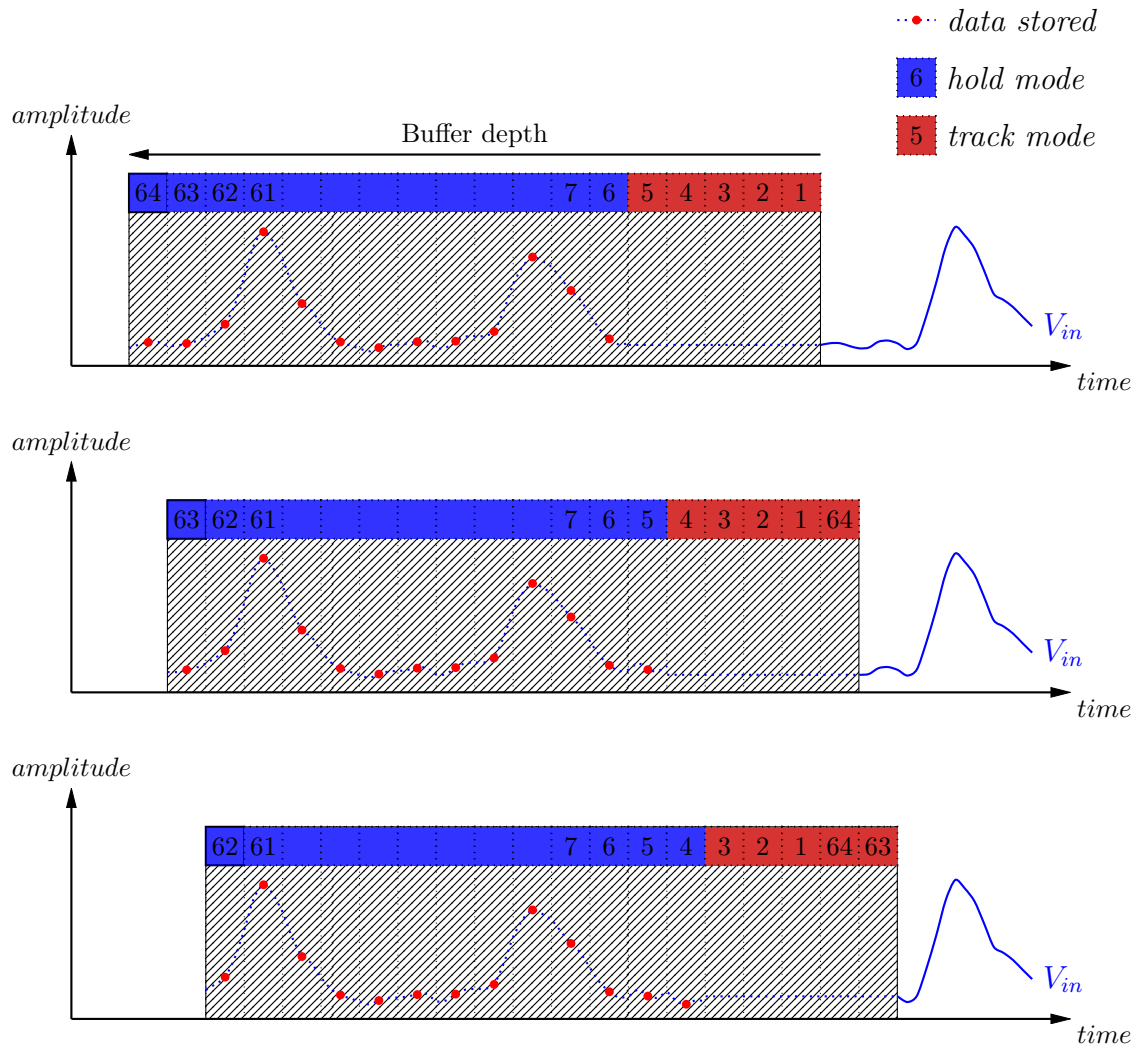 data stored
6 hold mode
5 track mode
amplitude
Buffer depth
64 63 62 61 7 6 5 4 3 2 1
V_in
time
amplitude
63 62 61 7 6 5 4 3 2 1 64
V_in
time
amplitude
62 61 7 6 5 4 3 2 1 64 63
V_in
time